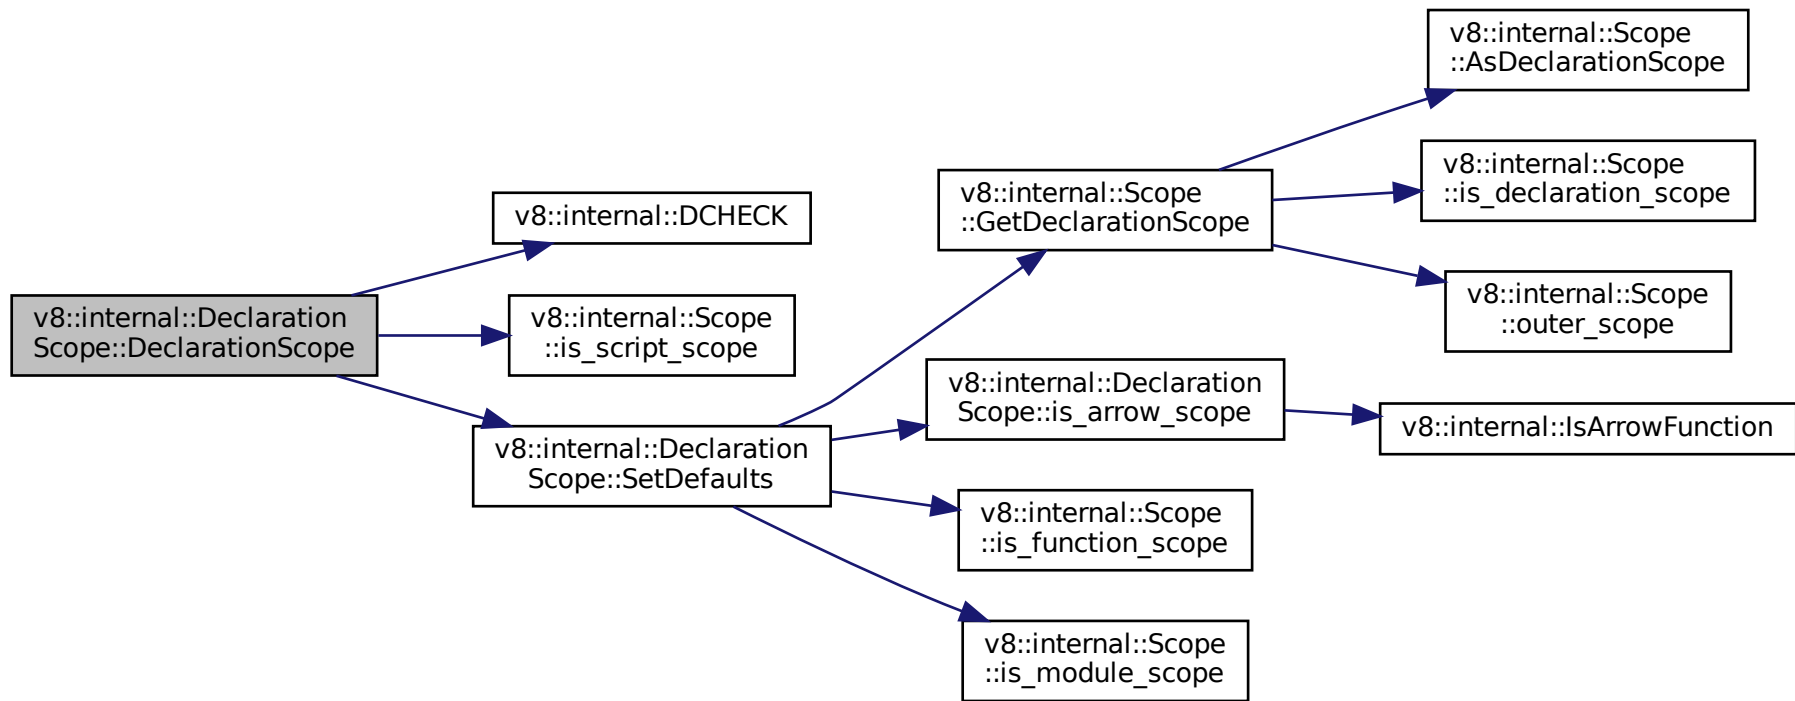 v8::internal::Declaration
Scope::DeclarationScope
v8::internal::DCHECK
v8::internal::Scope
::is_script_scope
v8::internal::Declaration
Scope::SetDefaults
v8::internal::Scope
::GetDeclarationScope
v8::internal::Scope
::AsDeclarationScope
v8::internal::Scope
::is_declaration_scope
v8::internal::Scope
::outer_scope
v8::internal::Declaration
Scope::is_arrow_scope
v8::internal::IsArrowFunction
v8::internal::Scope
::is_function_scope
v8::internal::Scope
::is_module_scope